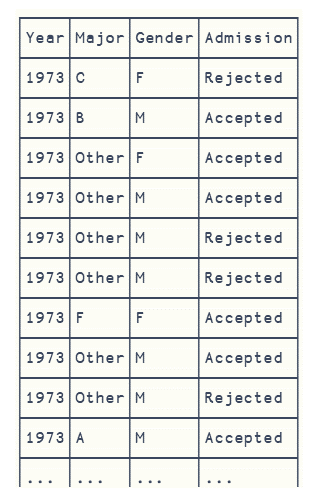 Year Major Gender Admission
1973 C F Rejected
1973 B M Accepted
1973 Other F Accepted
1973 Other M Accepted
1973 Other M Rejected
1973 Other M Rejected
1973 F F Accepted
1973 Other M Accepted
1973 Other M Rejected
1973 A M Accepted
... ... ... ...